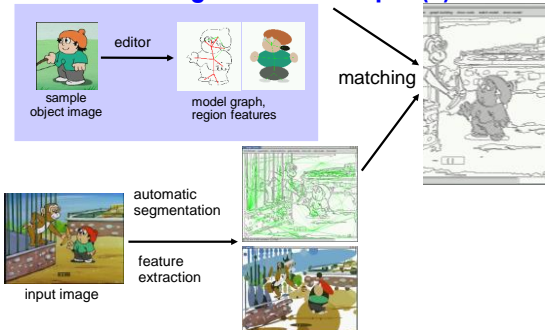 editor
sample
object image
model graph,
region features
matching
automatic
segmentation
feature
extraction
input image